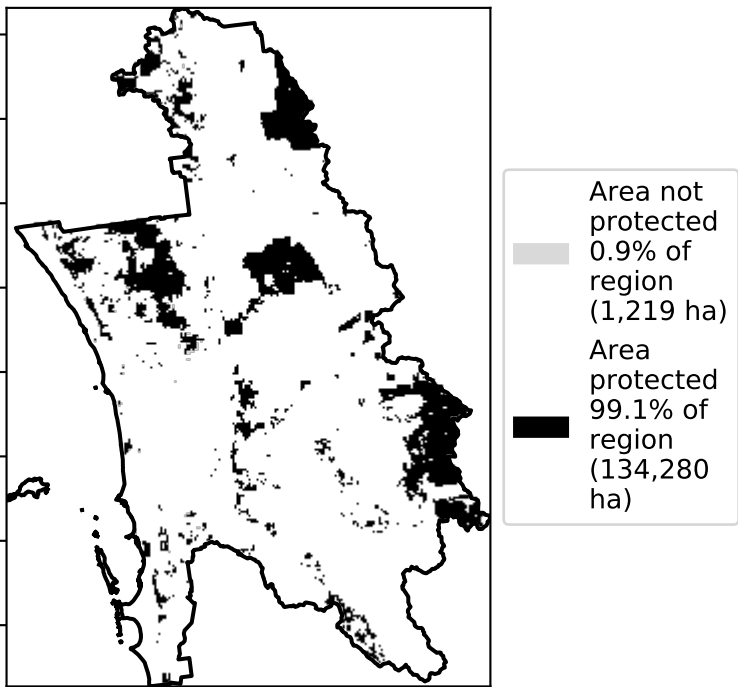 Area not
protected
0.9% of
region
(1,219 ha)
Area
protected
99.1% of
region
(134,280
ha)